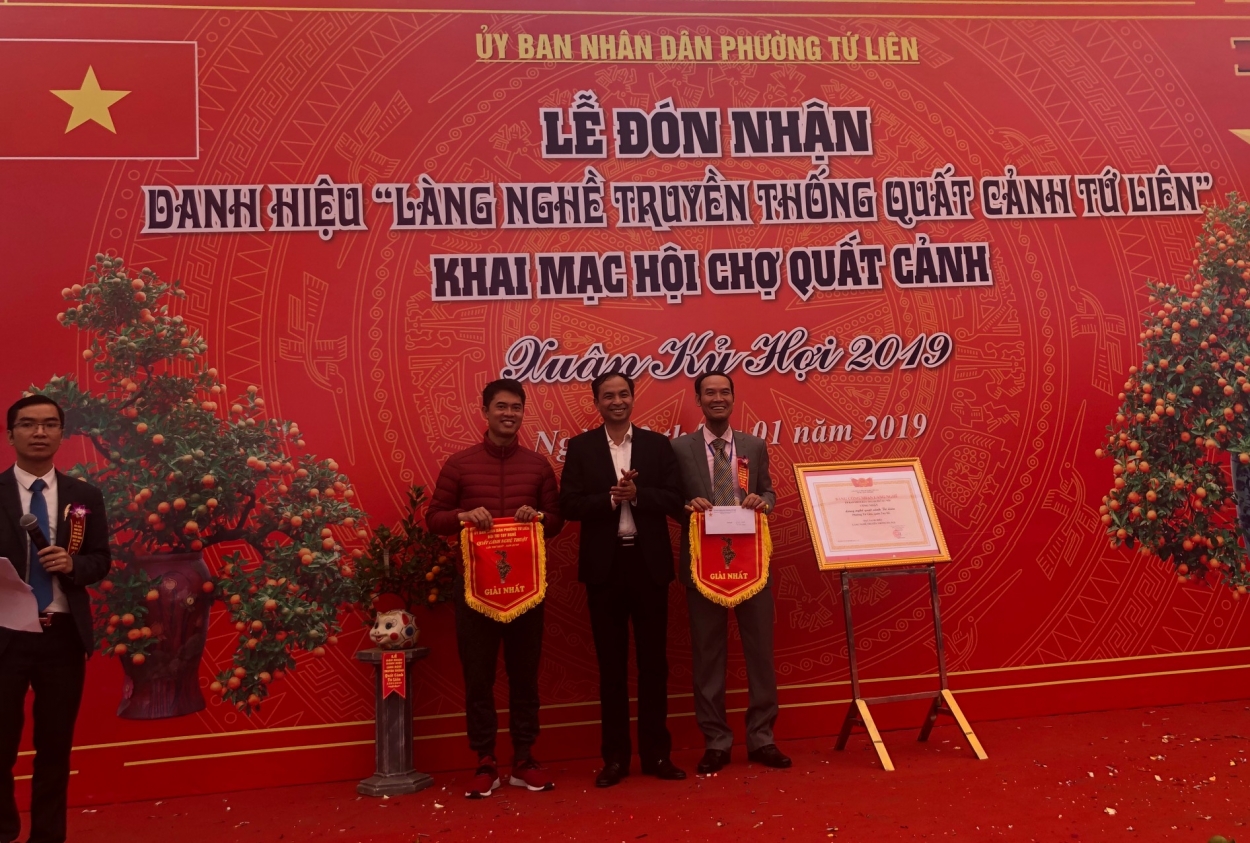 ỦY BAN NHÂN DÂN PHƯỜNG TỨ LIÊN
LỄ ĐÓN NHẬN
DANH HIỆU "LÀNG NGHỀ TRUYỀN THỐNG QUẤT CẢNH TỨ LIÊN"
KHAI MẠC HỘI CHỢ QUẤT CẢNH
Xuân Kỷ Hợi 2019
01 năm 2019
GIẢI NHẤT
GIẢI NHẤT